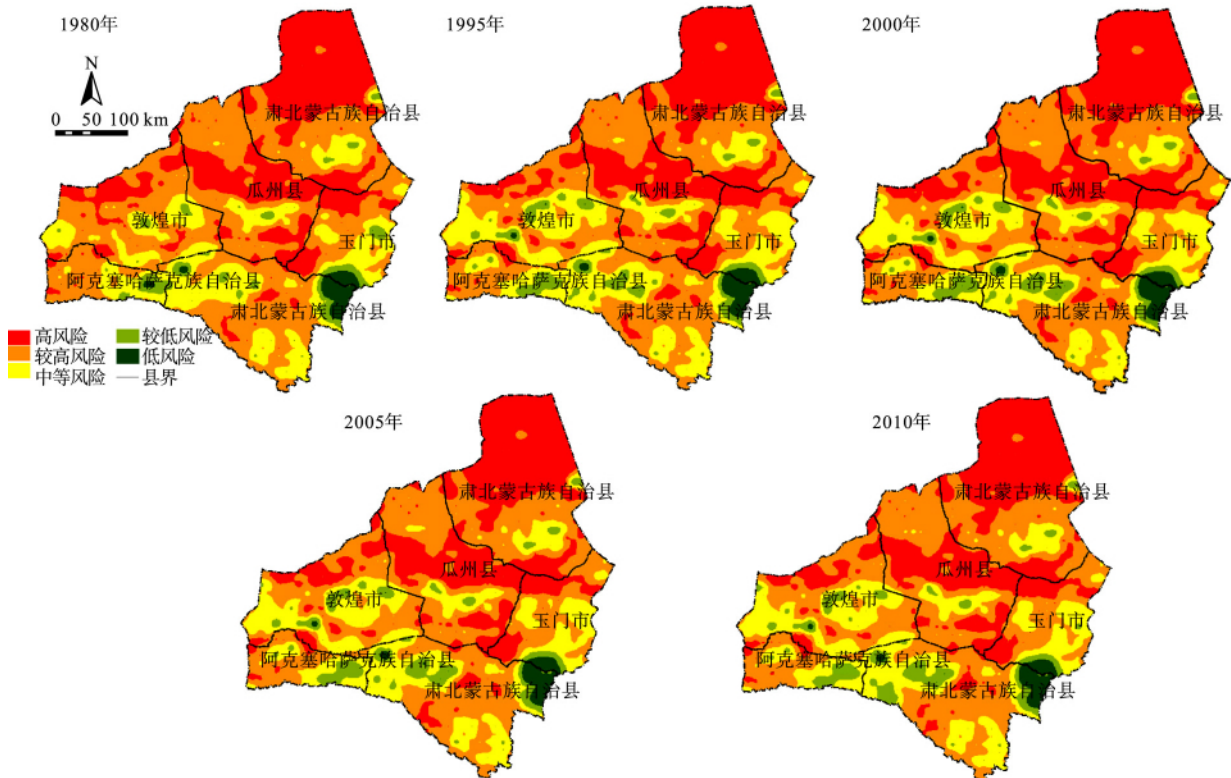 1980年
1995年
2000年
N
0 50 100 km
肃北蒙古族自治县
瓜州县
敦煌市
玉门市
阿克塞哈萨克族自治县
肃北蒙古族自治县
肃北蒙古族自治县
瓜州县
敦煌市
玉门市
阿克塞哈萨克族自治县
肃北蒙古族自治县
肃北蒙古族自治县
瓜州县
敦煌市
玉门市
阿克塞哈萨克族自治县
肃北蒙古族自治县
高风险 较低风险
较高风险 低风险
中等风险 县界
2005年
2010年
肃北蒙古族自治县
瓜州县
敦煌市
玉门市
阿克塞哈萨克族自治县
肃北蒙古族自治县
肃北蒙古族自治县
瓜州县
敦煌市
玉门市
阿克塞哈萨克族自治县
肃北蒙古族自治县